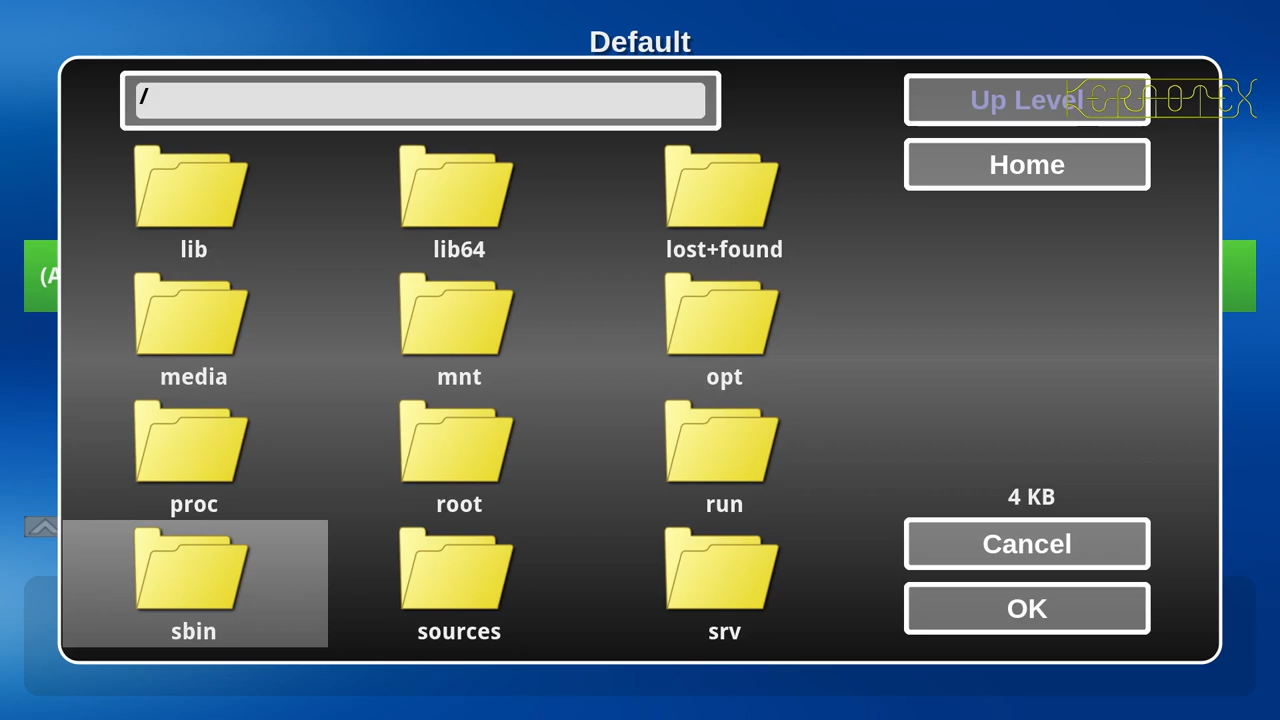 Default
/
Up Level
KERAOTEX
Home
lib lib64 lost+found
(A
media mnt opt
proc root run
4 KB
Cancel
sbin sources srv
OK